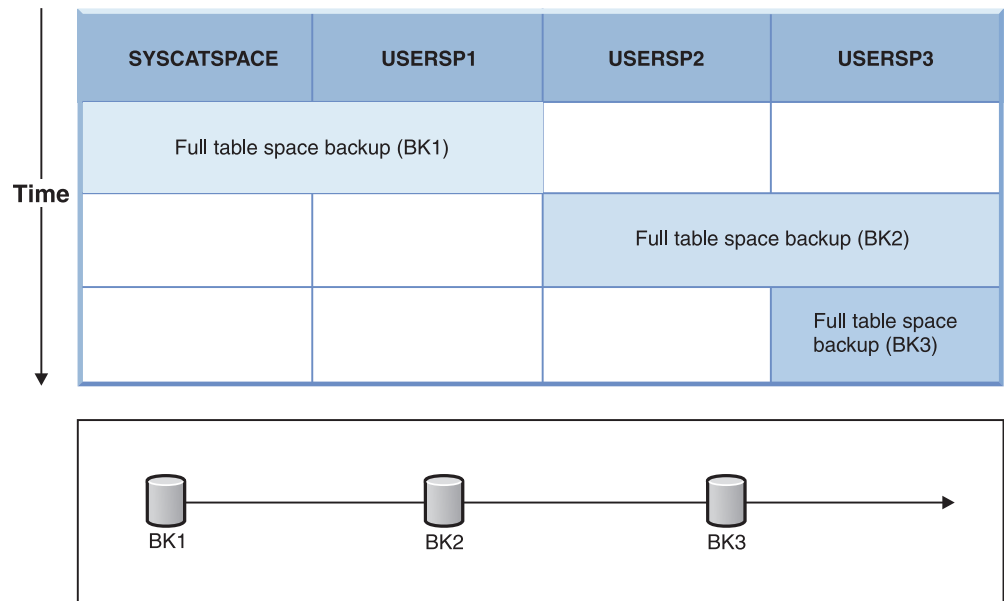 SYSCATSPACE USERSP1 USERSP2 USERSP3
Full table space backup (BK1)
Time
Full table space backup (BK2)
Full table space
backup (BK3)
BK1 BK2 BK3